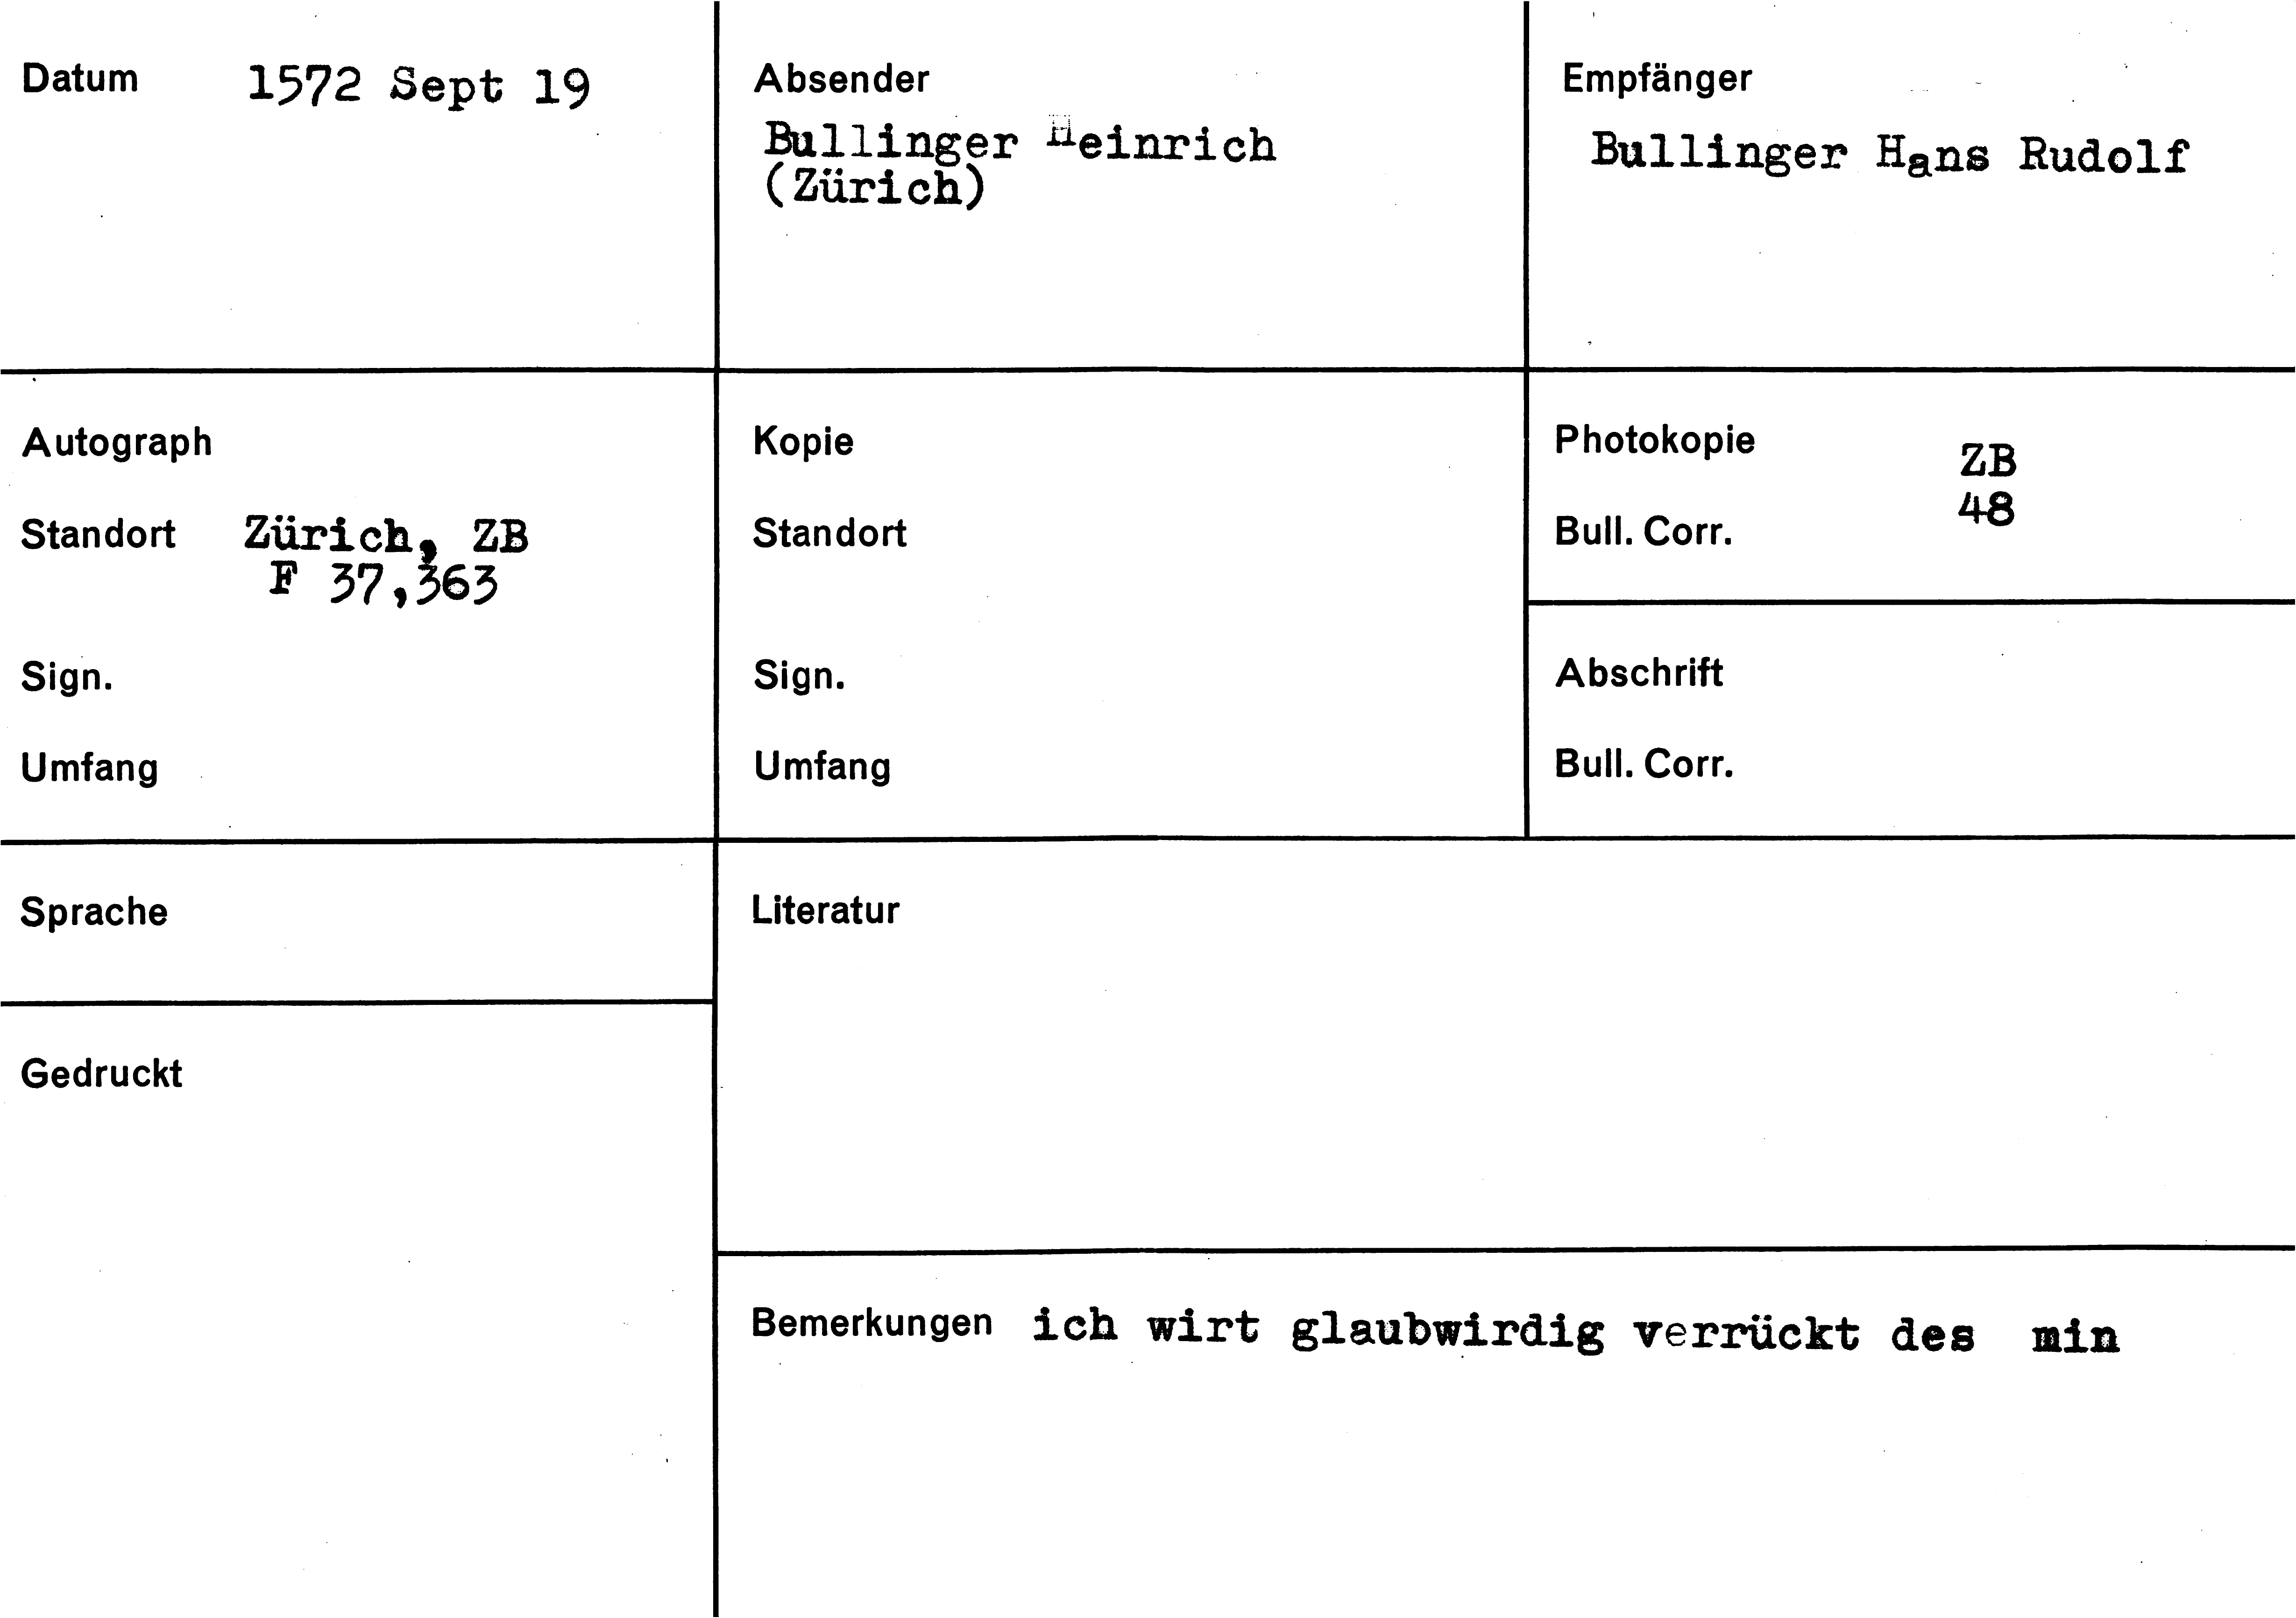 Datum 1572 Sept 19
Absender
Bullinger Heinrich
(Zürich)
Empfänger
Bullinger Hans Rudolf
Autograph
Standort Zürich, ZB
F 37,363
Sign.
Umfang
Kopie
Standort
Sign.
Umfang
Photokopie ZB
Bull. Corr. 48
Abschrift
Bull. Corr.
Sprache
Literatur
Gedruckt
Bemerkungen ich wirt glaubwirdig verrückt des min